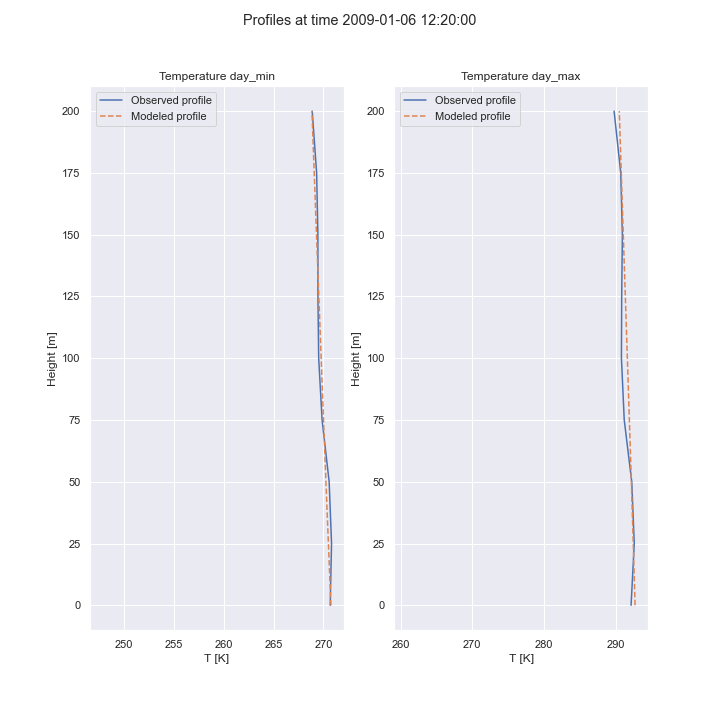 Profiles at time 2009-01-06 12:20:00
Temperature day_min
Observed profile
Modeled profile
200
175
150
125
100
75
50
25
0
Height [m]
250
255
260
265
270
T [K]
Temperature day_max
Observed profile
Modeled profile
200
175
150
125
100
75
50
25
0
Height [m]
260
270
280
290
T [K]